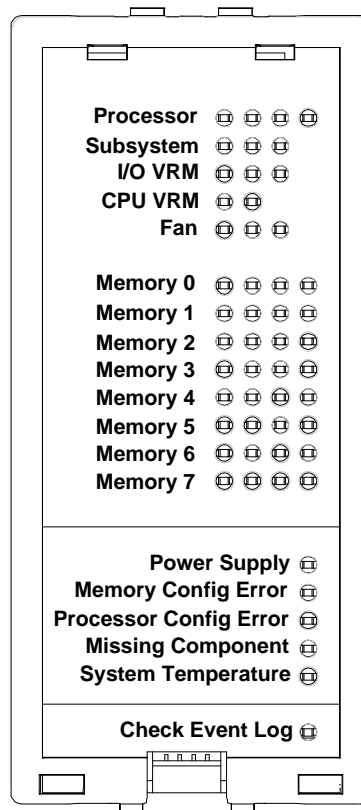 Processor
Subsystem
I/O VRM
CPU VRM
Fan
Memory 0
Memory 1
Memory 2
Memory 3
Memory 4
Memory 5
Memory 6
Memory 7
Power Supply
Memory Config Error
Processor Config Error
Missing Component
System Temperature
Check Event Log